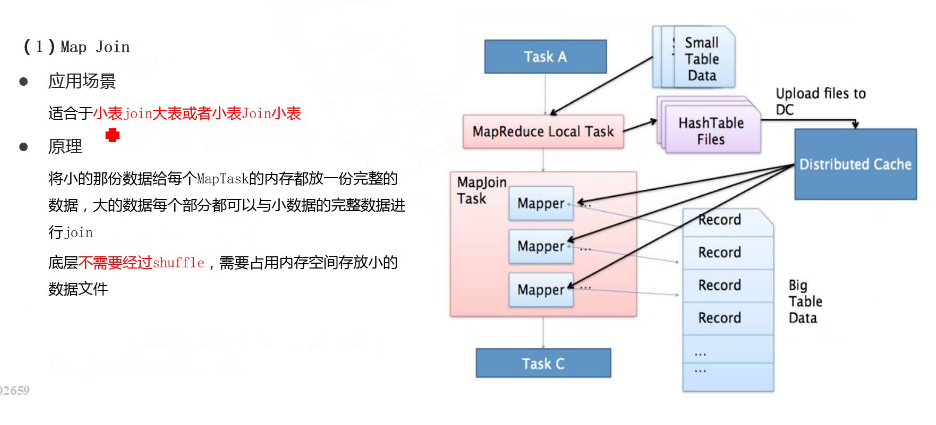 (1)Map Join
● 应用场景
适合于小表join大表或者小表Join小表
● 原理
将小的那份数据给每个MapTask的内存都放一份完整的
数据，大的数据每个部分都可以与小数据的完整数据进
行join
底层不需要经过shuffle，需要占用内存空间存放小的
数据文件
02659
Task A
Small
Table
Data
MapReduce Local Task
HashTable
Files
Upload files to
DC
Distributed Cache
MapJoin
Task
Mapper
...
Mapper
...
Mapper
...
Record
Record
Record
Record
...
...
Big
Table
Data
Task C